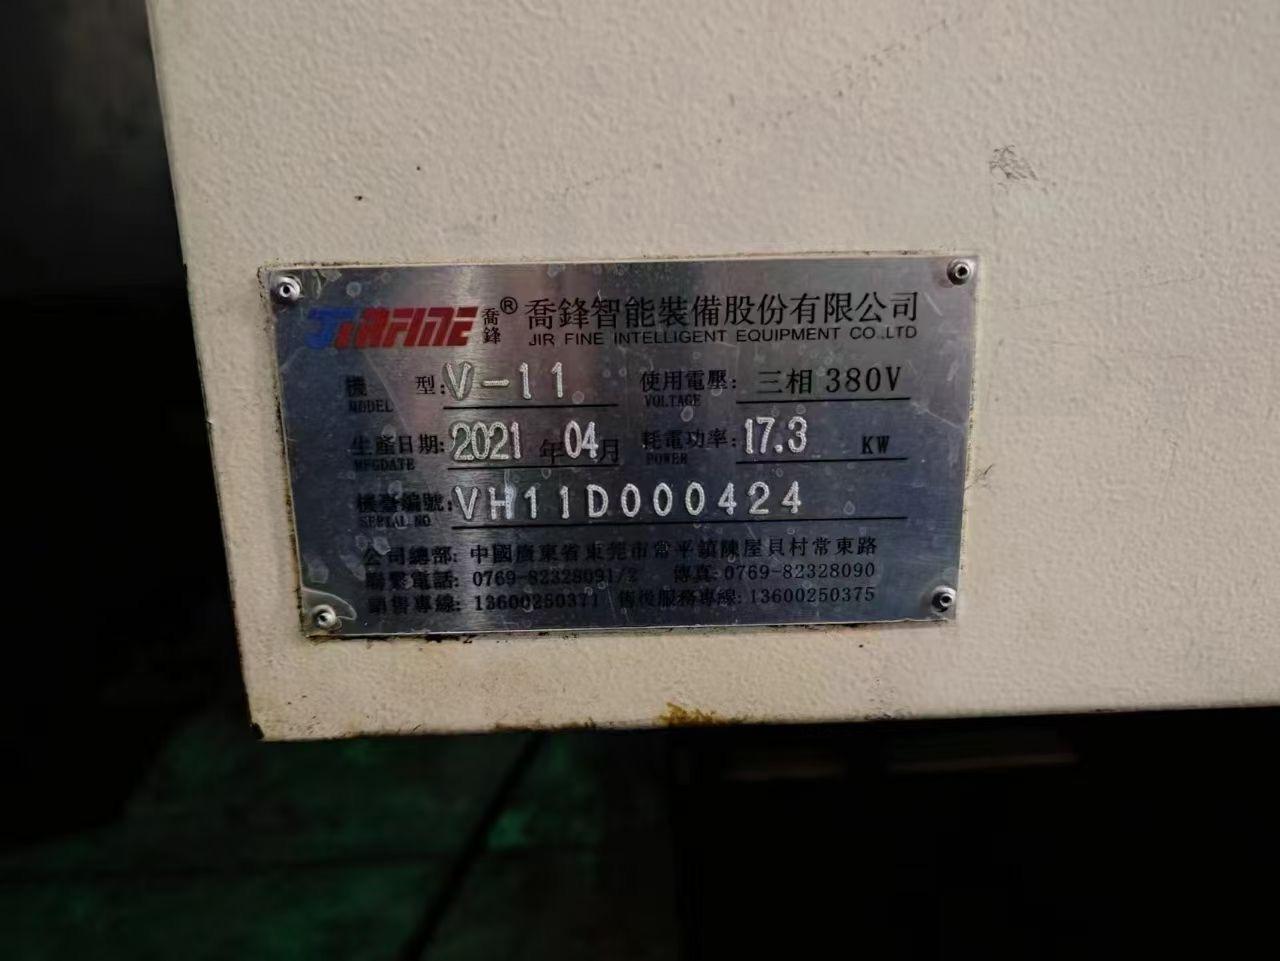 JIRFINE 喬鋒® 喬鋒智能裝備股份有限公司
JIR FINE INTELLIGENT EQUIPMENT CO.,LTD
機型: V-11 使用電壓: 三相 380V
MODEL VOLTAGE
生產日期: 2021 年 04 月 耗電功率: 17.3 KW
MFGDATE POWER
機臺編號: VH11D000424
SERIAL NO
公司總部: 中國廣東省東莞市常平鎮陳屋貝村常東路
聯繫電話: 0769-82328091/2 傳真: 0769-82328090
銷售專線: 13600250371 售後服務專線: 13600250375